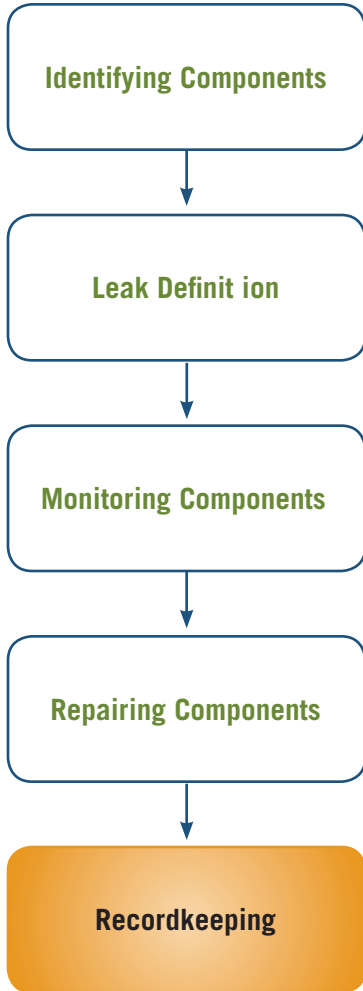 Identifying Components
Leak Definit ion
Monitoring Components
Repairing Components
Recordkeeping